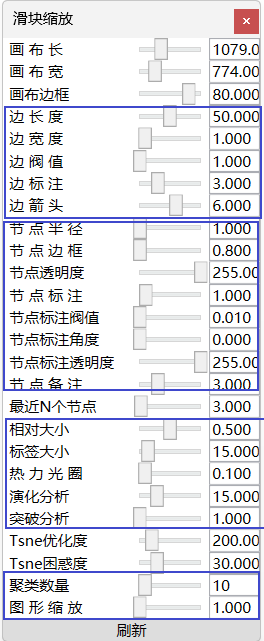 滑块缩放 ×
画 布 长 1079.0
画 布 宽 774.00
画布边框 80.000
边 长 度 50.000
边 宽 度 1.000
边 阀 值 1.000
边 标 注 3.000
边 箭 头 6.000
节 点 半 径 1.000
节 点 边 框 0.800
节点透明度 255.00
节 点 标 注 1.000
节点标注阀值 0.010
节点标注角度 0.000
节点标注透明度 255.00
节 点 备 注 3.000
最近N个节点 3.000
相对大小 0.500
标签大小 15.000
热 力 光 圈 0.100
演化分析 15.000
突破分析 1.000
Tsne优化度 200.00
Tsne困惑度 30.000
聚类数量 10
图 形 缩 放 1.000
刷新